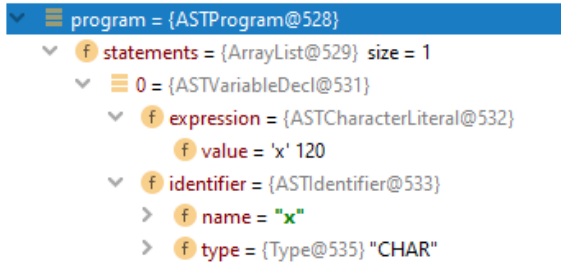 program = {ASTProgram@528}
f statements = {ArrayList@529} size = 1
0 = {ASTVariableDecl@531}
f expression = {ASTCharacterLiteral@532}
f value = 'x' 120
f identifier = {ASTIdentifier@533}
f name = "x"
f type = {Type@535} "CHAR"